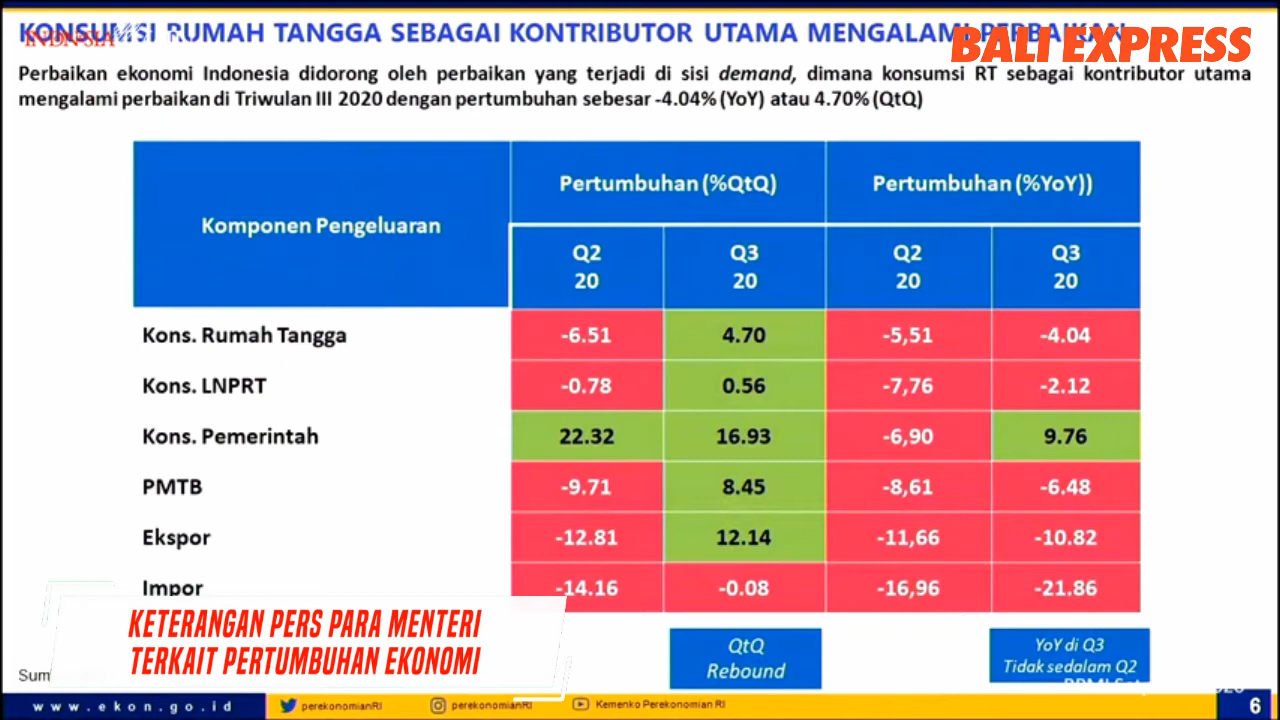 KONSUMSI RUMAH TANGGA SEBAGAI KONTRIBUTOR UTAMA MENGALAMI PERBAIKAN
BALI EXPRESS
Perbaikan ekonomi Indonesia didorong oleh perbaikan yang terjadi di sisi demand, dimana konsumsi RT sebagai kontributor utama
mengalami perbaikan di Triwulan III 2020 dengan pertumbuhan sebesar -4.04% (YoY) atau 4.70% (QtQ)
Komponen Pengeluaran
Pertumbuhan (%QtQ) Pertumbuhan (%YoY))
Q2 Q3 Q2 Q3
20 20 20 20
Kons. Rumah Tangga -6.51 4.70 -5,51 -4.04
Kons. LNPRT -0.78 0.56 -7,76 -2.12
Kons. Pemerintah 22.32 16.93 -6,90 9.76
PMTB -9.71 8.45 -8,61 -6.48
Ekspor -12.81 12.14 -11,66 -10.82
Impor -14.16 -0.08 -16,96 -21.86
KETERANGAN PERS PARA MENTERI
TERKAIT PERTUMBUHAN EKONOMI
QtQ
Rebound
YoY di Q3
Tidak sedalam Q2
www.ekon.go.id perekonomianRI perekonomianRI Kemenko Perekonomian RI 6